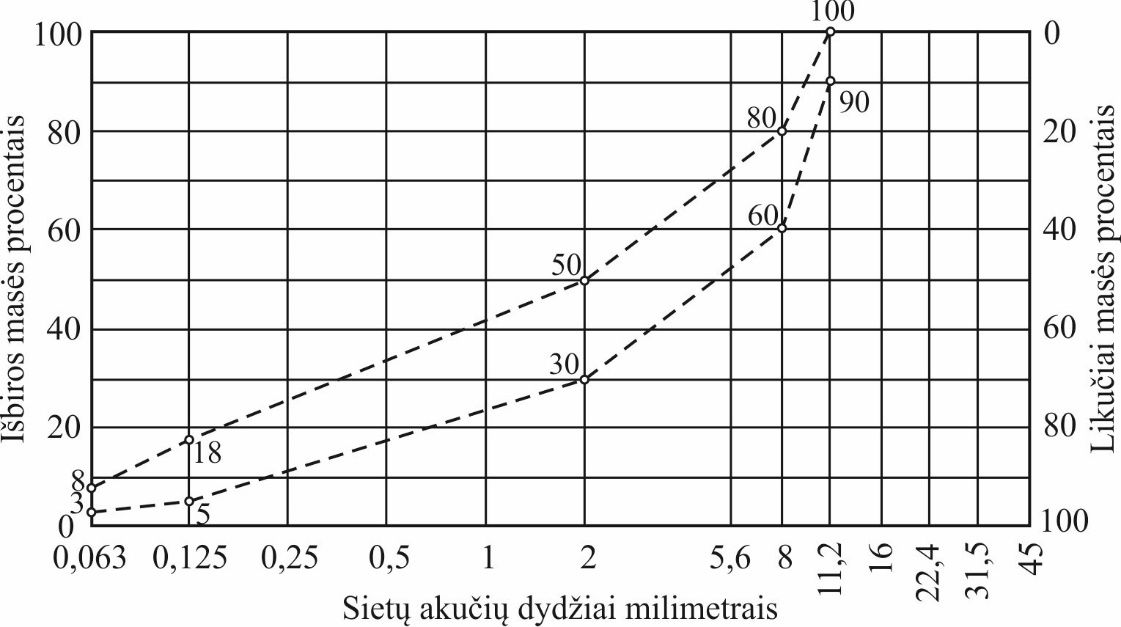 100
100 0
90
80 80 20
60 60 40
50
40 60
30
20 80
18
8
3
5
0 100
0,063 0,125 0,25 0,5 1 2 5,6 8 11,2 16 22,4 31,5 45
Sietų akučių dydžiai milimetrais
Išbiros masės procentais
Likučiai masės procentais